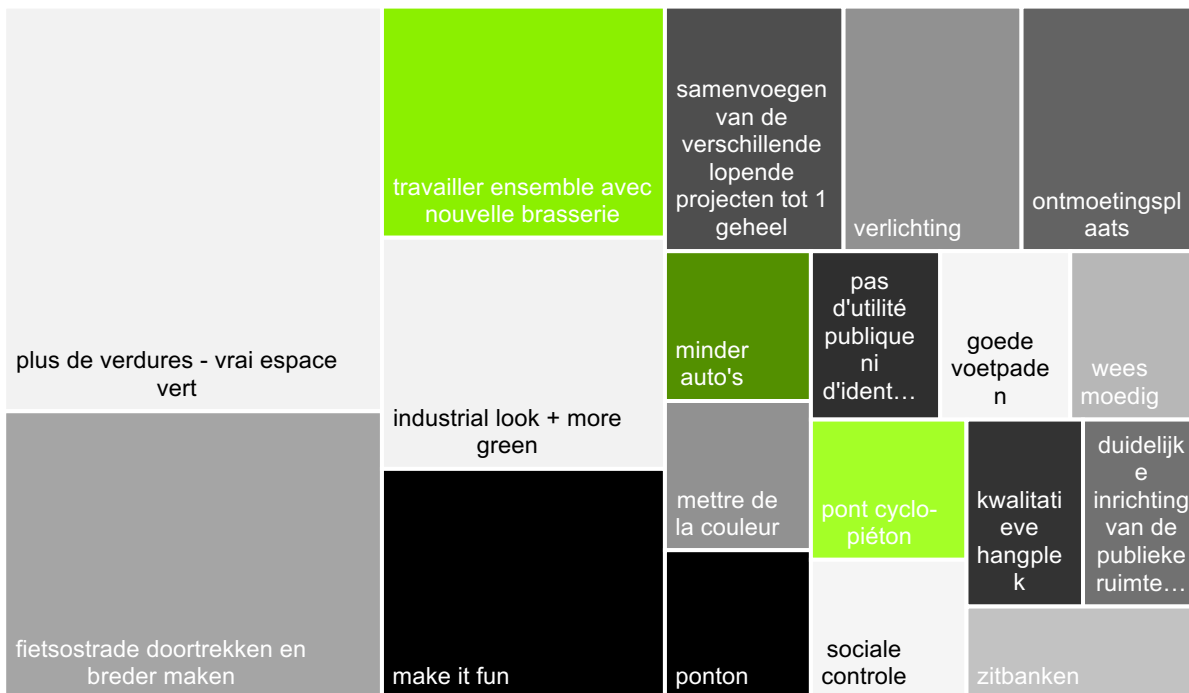 plus de verdures - vrai espace
vert
fietsostrade doortrekken en
breder maken
travailler ensemble avec
nouvelle brasserie
industrial look + more
green
make it fun
samenvoegen
van de
verschillende
lopende
projecten tot 1
geheel
verlichting
ontmoetingspl
aats
minder
auto's
mettre de
la couleur
ponton
pas
d'utilité
publique
ni
d'ident…
goede
voetpade
n
wees
moedig
pont cyclo-
piéton
sociale
controle
kwalitati
eve
hangple
k
duidelijk
e
inrichting
van de
publieke
ruimte…
zitbanken